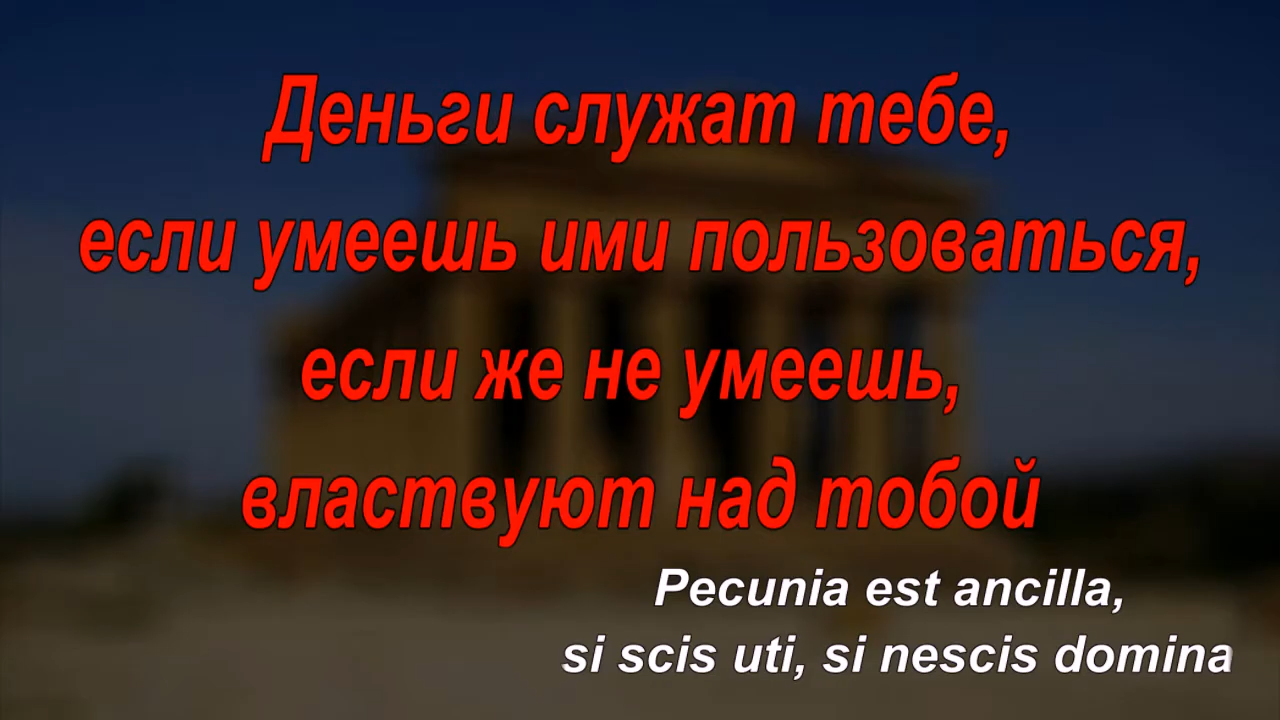 Деньги служат тебе,
если умеешь ими пользоваться,
если же не умеешь,
властвуют над тобой
Pecunia est ancilla,
si scis uti, si nescis domina